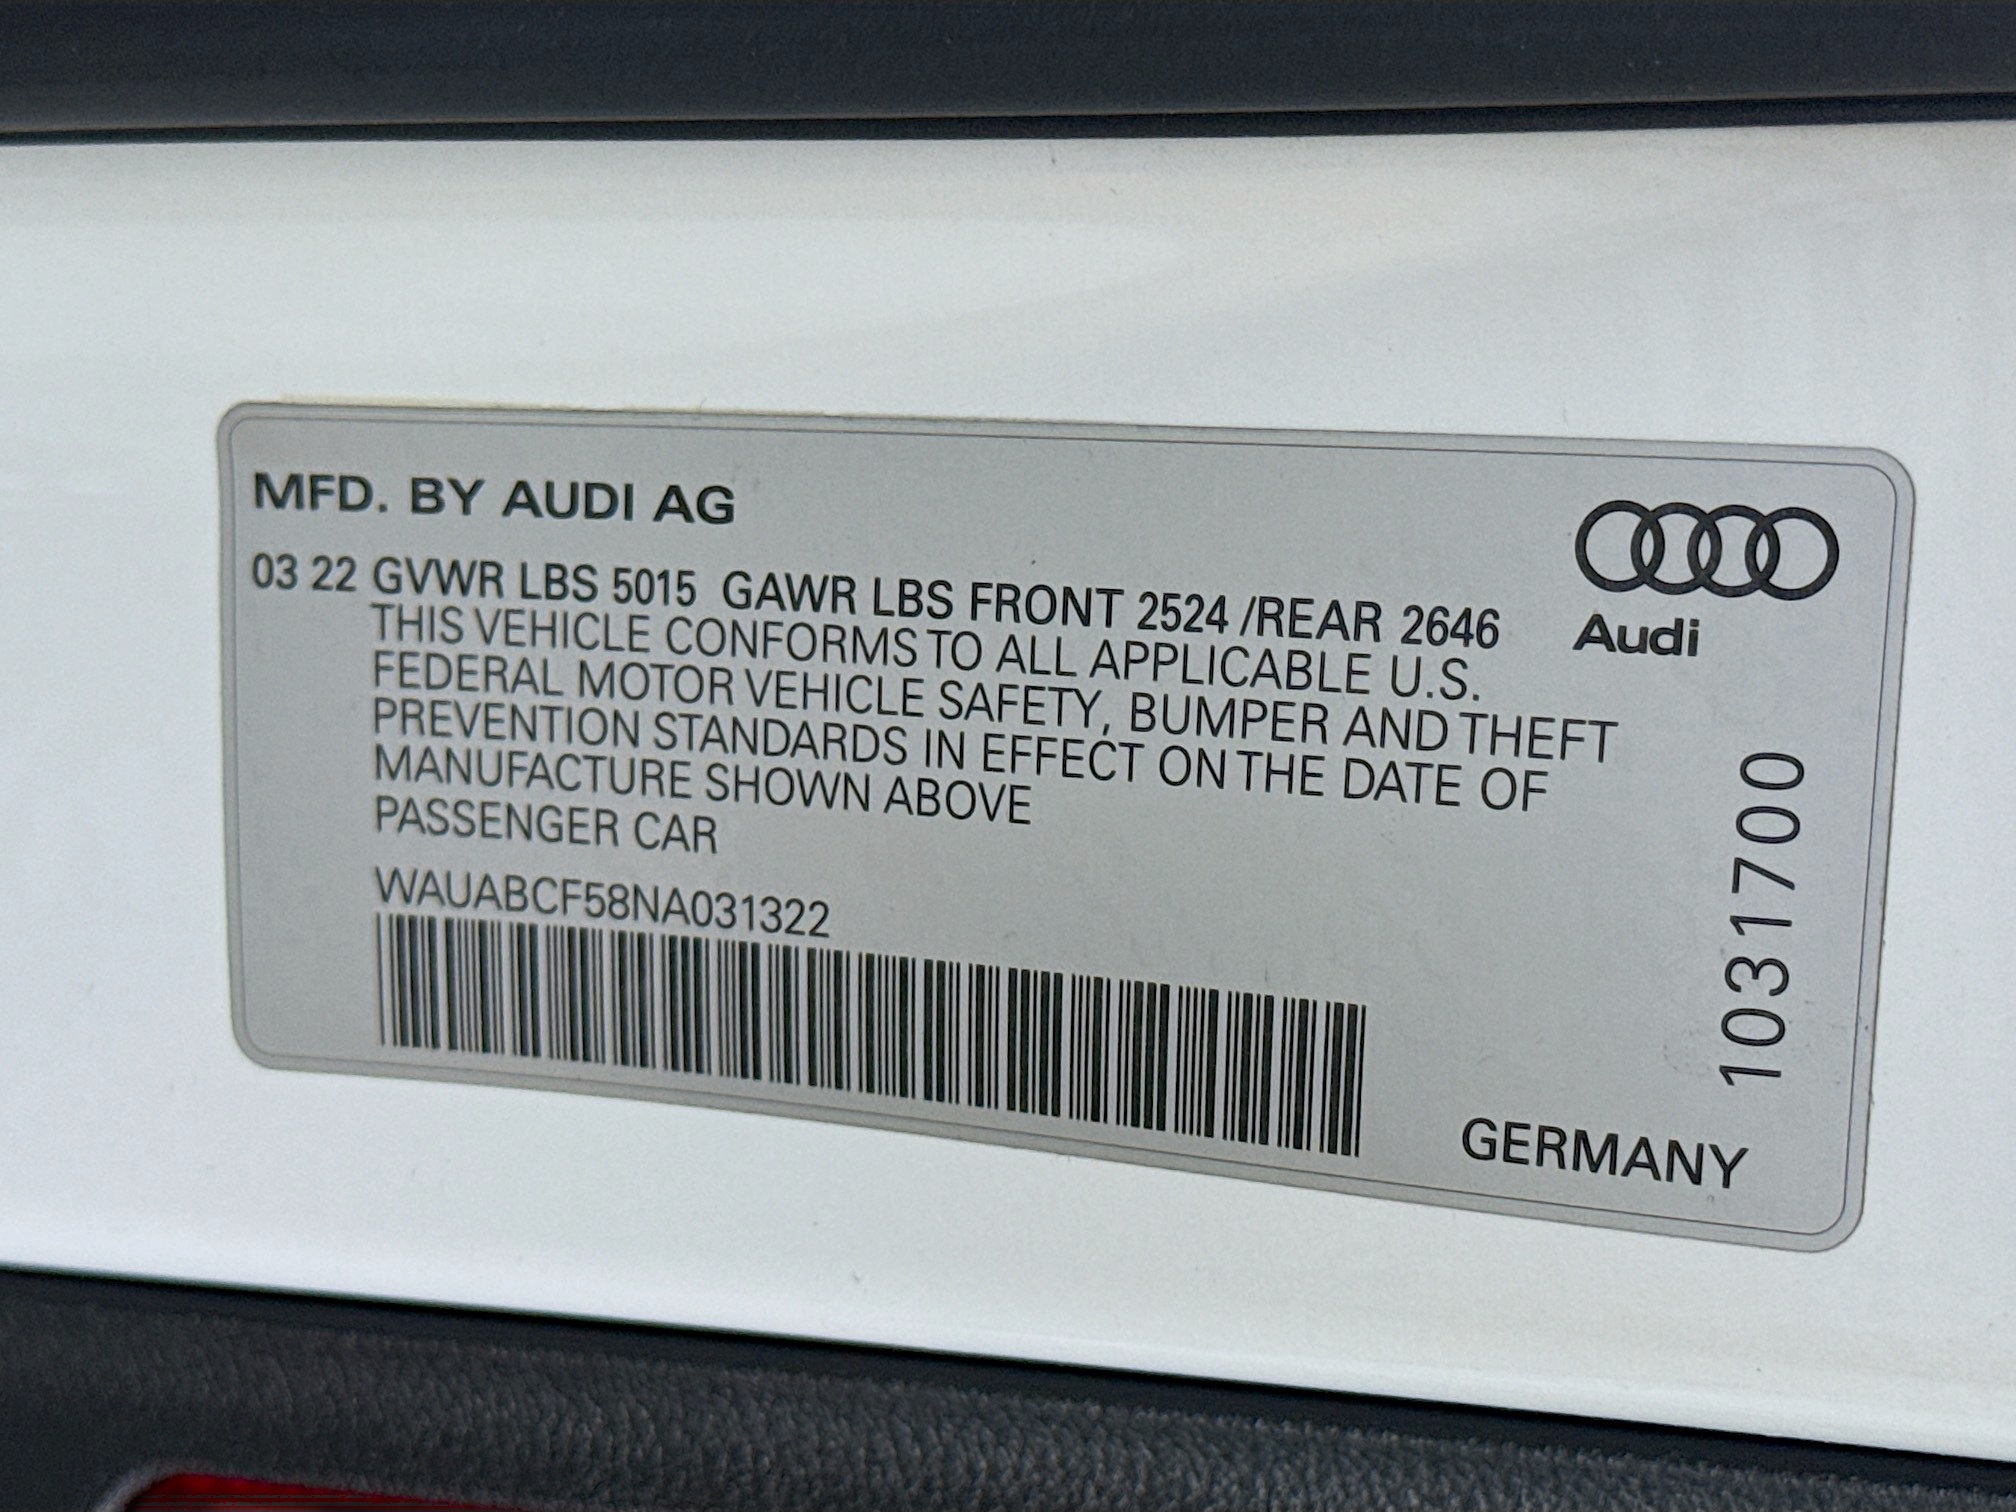 MFD. BY AUDI AG
03 22 GVWR LBS 5015 GAWR LBS FRONT 2524 /REAR 2646
THIS VEHICLE CONFORMS TO ALL APPLICABLE U.S.
FEDERAL MOTOR VEHICLE SAFETY, BUMPER AND THEFT
PREVENTION STANDARDS IN EFFECT ON THE DATE OF
MANUFACTURE SHOWN ABOVE
PASSENGER CAR
WAUABCF58NA031322
Audi
1031700
GERMANY